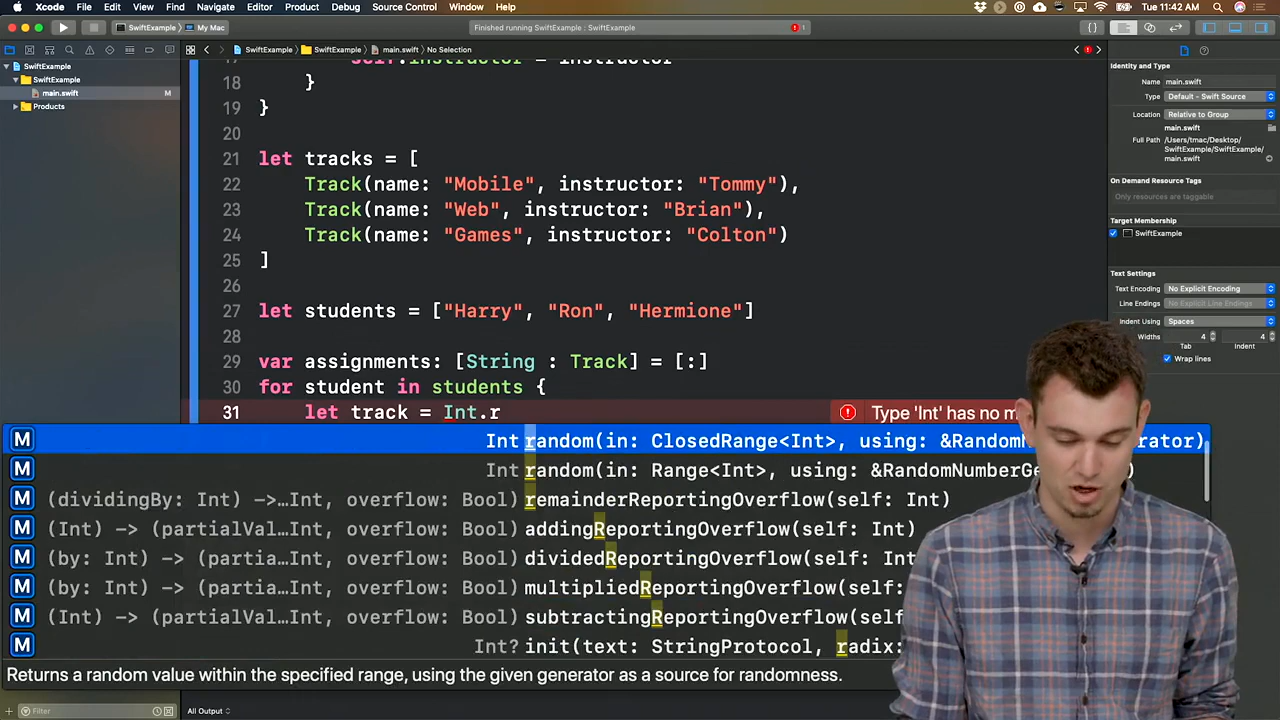 Xcode File Edit View Find Navigate Editor Product Debug Source Control Window Help
Tue 11:42 AM
SwiftExample My Mac
Finished running SwiftExample : SwiftExample
1
SwiftExample SwiftExample main.swift No Selection
SwiftExample
SwiftExample
main.swift M
Products
18 }
19 }
20
21 let tracks = [
22 Track(name: "Mobile", instructor: "Tommy"),
23 Track(name: "Web", instructor: "Brian"),
24 Track(name: "Games", instructor: "Colton")
25 ]
26
27 let students = ["Harry", "Ron", "Hermione"]
28
29 var assignments: [String : Track] = [:]
30 for student in students {
31 let track = Int.r
Type 'Int' has no m
M Int random(in: ClosedRange<Int>, using: &Random
M Int random(in: Range<Int>, using: &RandomNumberGe
M (dividingBy: Int) ->…Int, overflow: Bool) remainderReportingOverflow(self: Int)
M (Int) -> (partialVal…Int, overflow: Bool) addingReportingOverflow(self: Int)
M (by: Int) -> (partia…Int, overflow: Bool) dividedReportingOverflow(self: Int
M (by: Int) -> (partia…Int, overflow: Bool) multipliedReportingOverflow(self:
M (Int) -> (partialVal…Int, overflow: Bool) subtractingReportingOverflow(self
M Int? init(text: StringProtocol, radix:
Returns a random value within the specified range, using the given generator as a source for randomness.
Filter
All Output
Identity and Type
Name main.swift
Type Default - Swift Source
Location Relative to Group
main.swift
Full Path /Users/tmac/Desktop/
SwiftExample/SwiftExample/
main.swift
On Demand Resource Tags
Only resources are taggable
Target Membership
SwiftExample
Text Settings
Text Encoding No Explicit Encoding
Line Endings No Explicit Line Endings
Indent Using Spaces
Widths 4 4
Tab Indent
Wrap lines